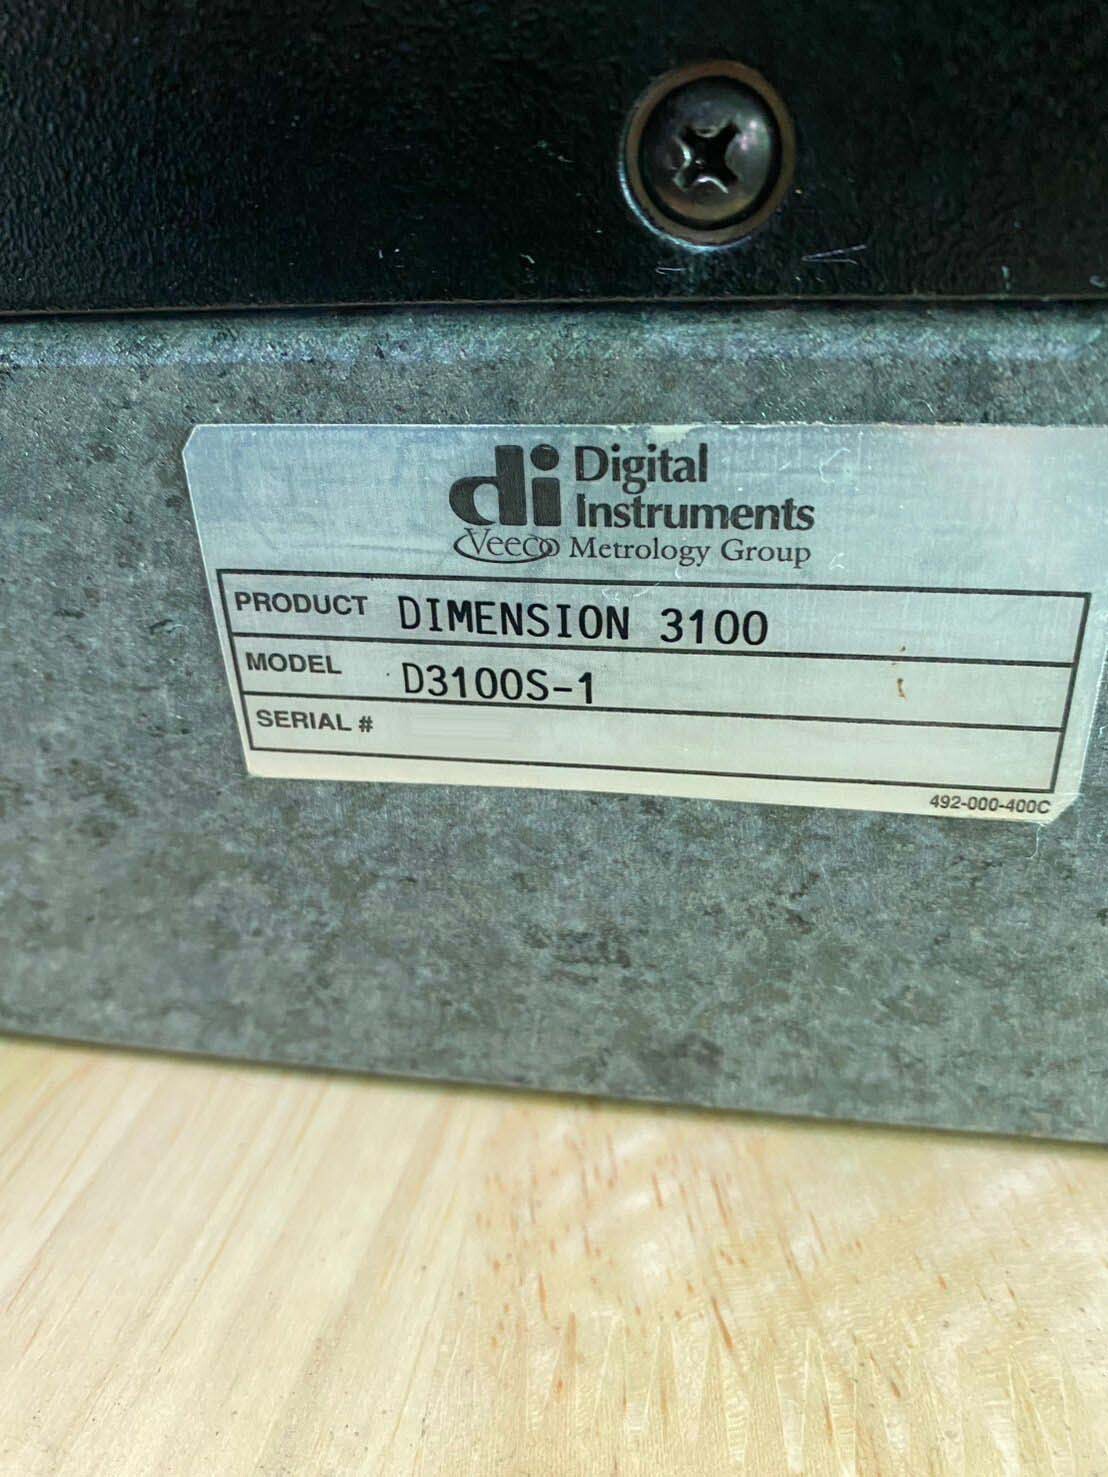 di Digital
Instruments
Veeco Metrology Group
PRODUCT DIMENSION 3100
MODEL D3100S-1
SERIAL #
492-000-400C